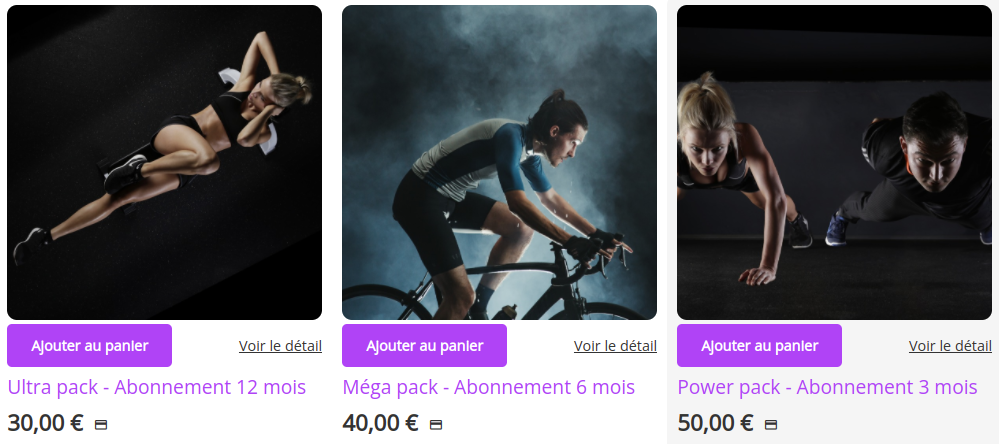 Ajouter au panier
Voir le détail
Ultra pack - Abonnement 12 mois
30,00 €
Ajouter au panier
Voir le détail
Méga pack - Abonnement 6 mois
40,00 €
Ajouter au panier
Voir le détail
Power pack - Abonnement 3 mois
50,00 €